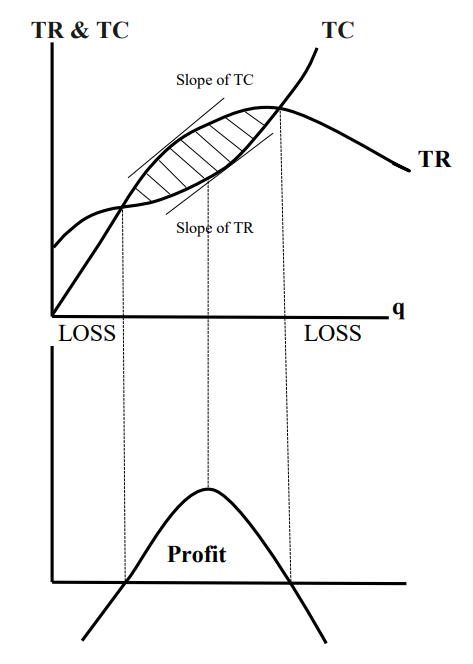 TR & TC
TC
Slope of TC
TR
Slope of TR
q
LOSS
LOSS
Profit